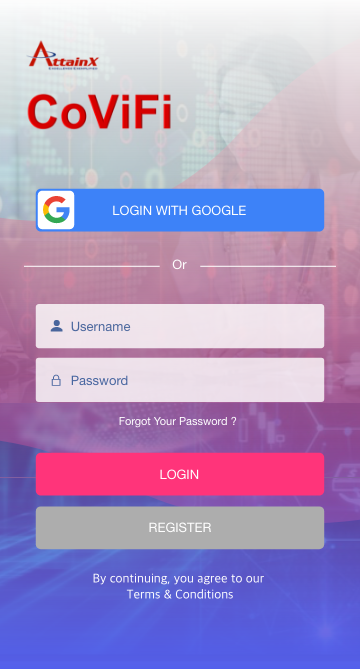 AttainX
CoViFi
LOGIN WITH GOOGLE
Or
Username
Password
Forgot Your Password ?
LOGIN
REGISTER
By continuing, you agree to our
Terms & Conditions